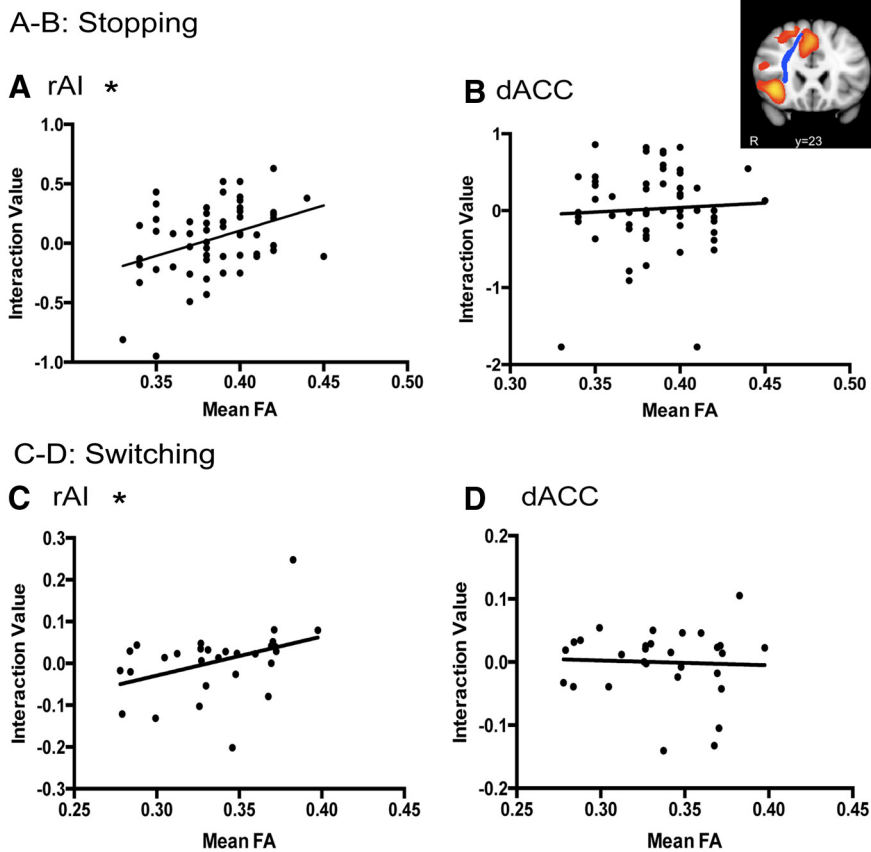 A-B: Stopping
R y=23
A rAI *
1.0
0.5
0.0
-0.5
-1.0
Interaction Value
0.35 0.40 0.45 0.50
Mean FA
B dACC
1
0
-1
-2
Interaction Value
0.30 0.35 0.40 0.45 0.50
Mean FA
C-D: Switching
C rAI *
0.3
0.2
0.1
0.0
-0.1
-0.2
-0.3
Interaction Value
0.25 0.30 0.35 0.40 0.45
Mean FA
D dACC
0.2
0.1
0.0
-0.1
-0.2
Interaction Value
0.25 0.30 0.35 0.40 0.45
Mean FA